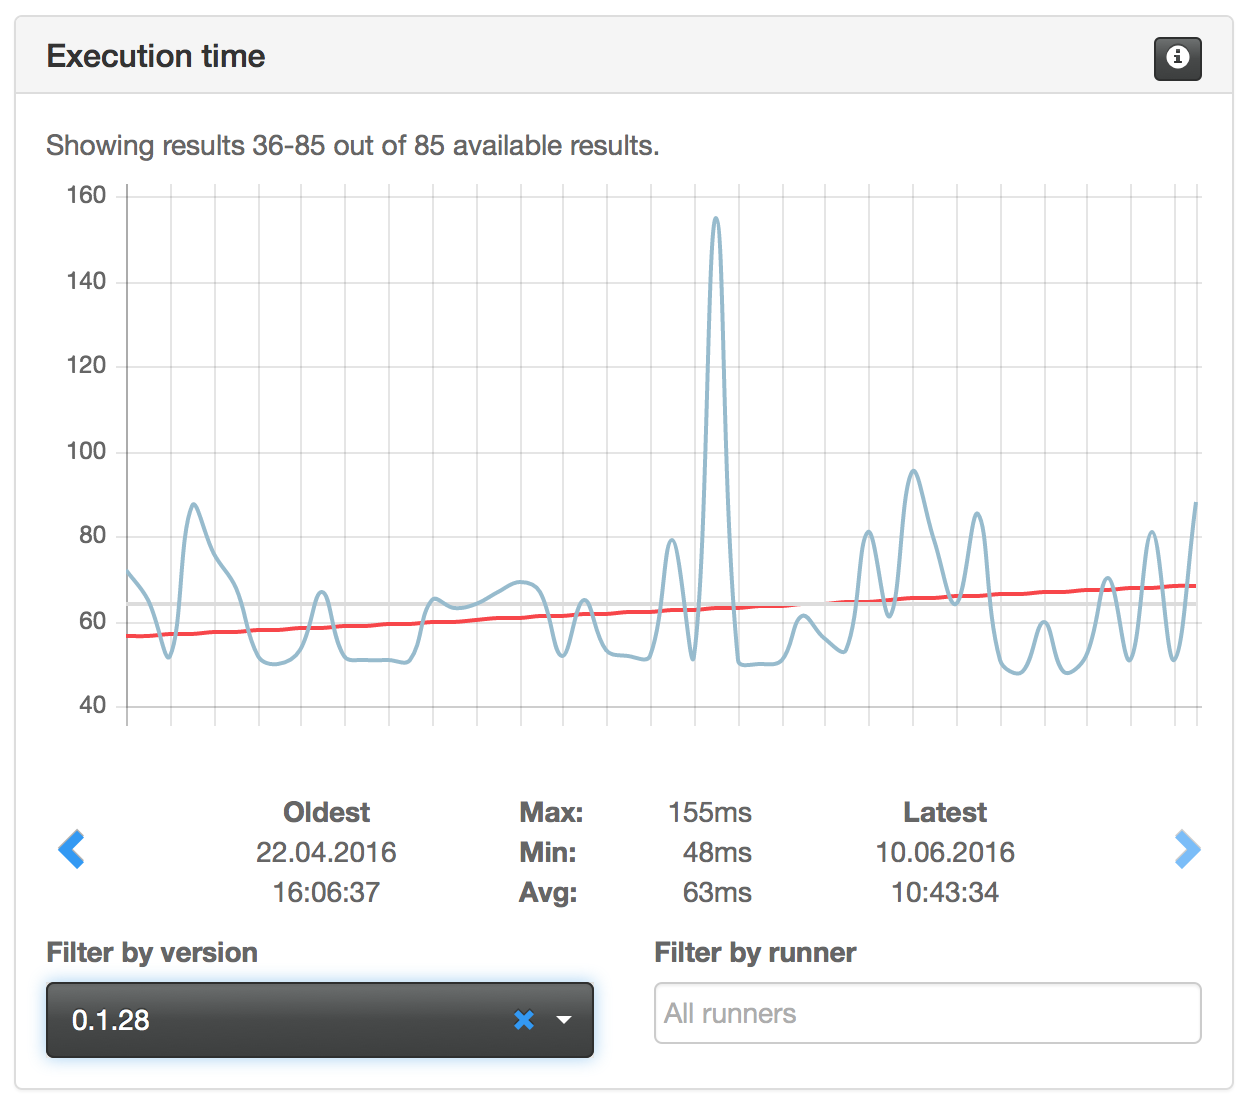 Execution time
Showing results 36-85 out of 85 available results.
160
140
120
100
80
60
40
Oldest Max: 155ms Latest
22.04.2016 Min: 48ms 10.06.2016
16:06:37 Avg: 63ms 10:43:34
Filter by version Filter by runner
0.1.28 All runners